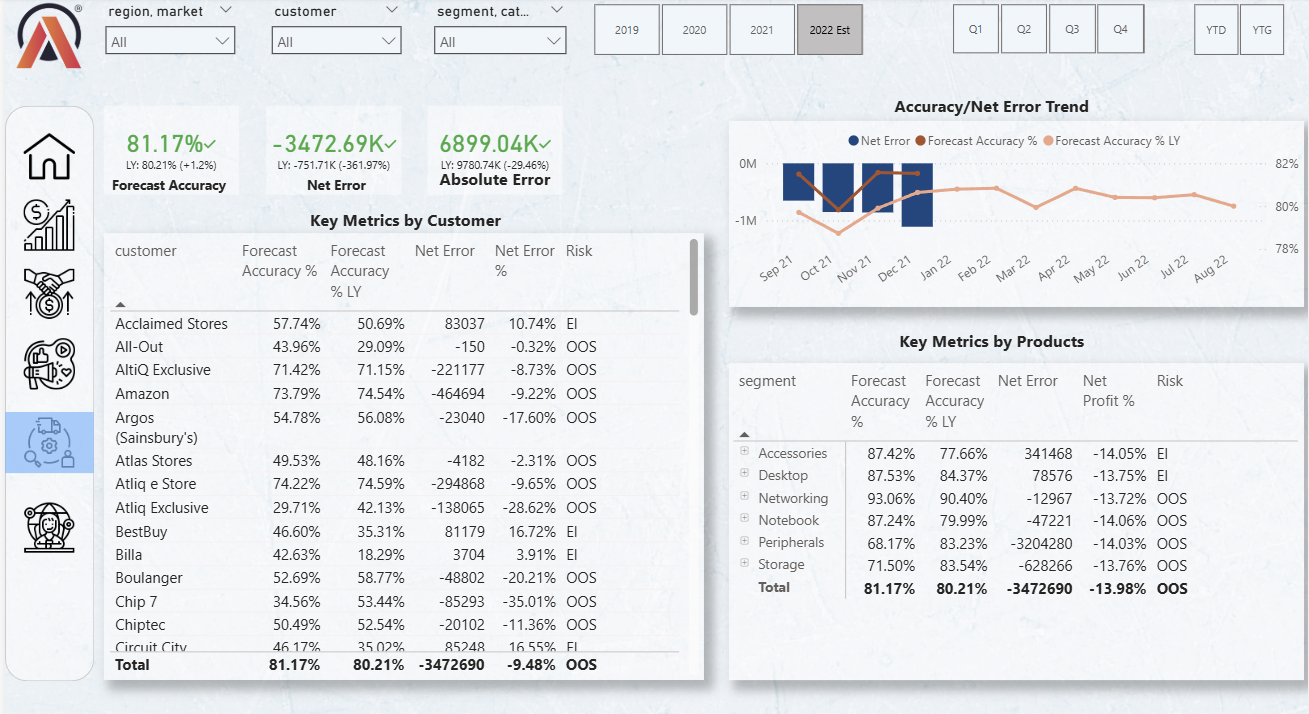 region, market
customer
segment, cat...
All
All
All
2019
2020
2021
2022 Est
Q1
Q2
Q3
Q4
YTD
YTG
®
81.17%✓
LY: 80.21% (+1.2%)
Forecast Accuracy
-3472.69K✓
LY: -751.71K (-361.97%)
Net Error
6899.04K✓
LY: 9780.74K (-29.46%)
Absolute Error
Key Metrics by Customer
customer Forecast Accuracy % Forecast Accuracy % LY Net Error Net Error % Risk
Acclaimed Stores 57.74% 50.69% 83037 10.74% EI
All-Out 43.96% 29.09% -150 -0.32% OOS
AltiQ Exclusive 71.42% 71.15% -221177 -8.73% OOS
Amazon 73.79% 74.54% -464694 -9.22% OOS
Argos (Sainsbury's) 54.78% 56.08% -23040 -17.60% OOS
Atlas Stores 49.53% 48.16% -4182 -2.31% OOS
Atliq e Store 74.22% 74.59% -294868 -9.65% OOS
Atliq Exclusive 29.71% 42.13% -138065 -28.62% OOS
BestBuy 46.60% 35.31% 81179 16.72% EI
Billa 42.63% 18.29% 3704 3.91% EI
Boulanger 52.69% 58.77% -48802 -20.21% OOS
Chip 7 34.56% 53.44% -85293 -35.01% OOS
Chiptec 50.49% 52.54% -20102 -11.36% OOS
Circuit City 46.17% 35.02% 85248 16.55% EI
Total 81.17% 80.21% -3472690 -9.48% OOS
Accuracy/Net Error Trend
Net Error Forecast Accuracy % Forecast Accuracy % LY
0M
-1M
82%
80%
78%
Sep 21 Oct 21 Nov 21 Dec 21 Jan 22 Feb 22 Mar 22 Apr 22 May 22 Jun 22 Jul 22 Aug 22
Key Metrics by Products
segment Forecast Accuracy % Forecast Accuracy % LY Net Error Net Profit % Risk
Accessories 87.42% 77.66% 341468 -14.05% EI
Desktop 87.53% 84.37% 78576 -13.75% EI
Networking 93.06% 90.40% -12967 -13.72% OOS
Notebook 87.24% 79.99% -47221 -14.06% OOS
Peripherals 68.17% 83.23% -3204280 -14.03% OOS
Storage 71.50% 83.54% -628266 -13.76% OOS
Total 81.17% 80.21% -3472690 -13.98% OOS